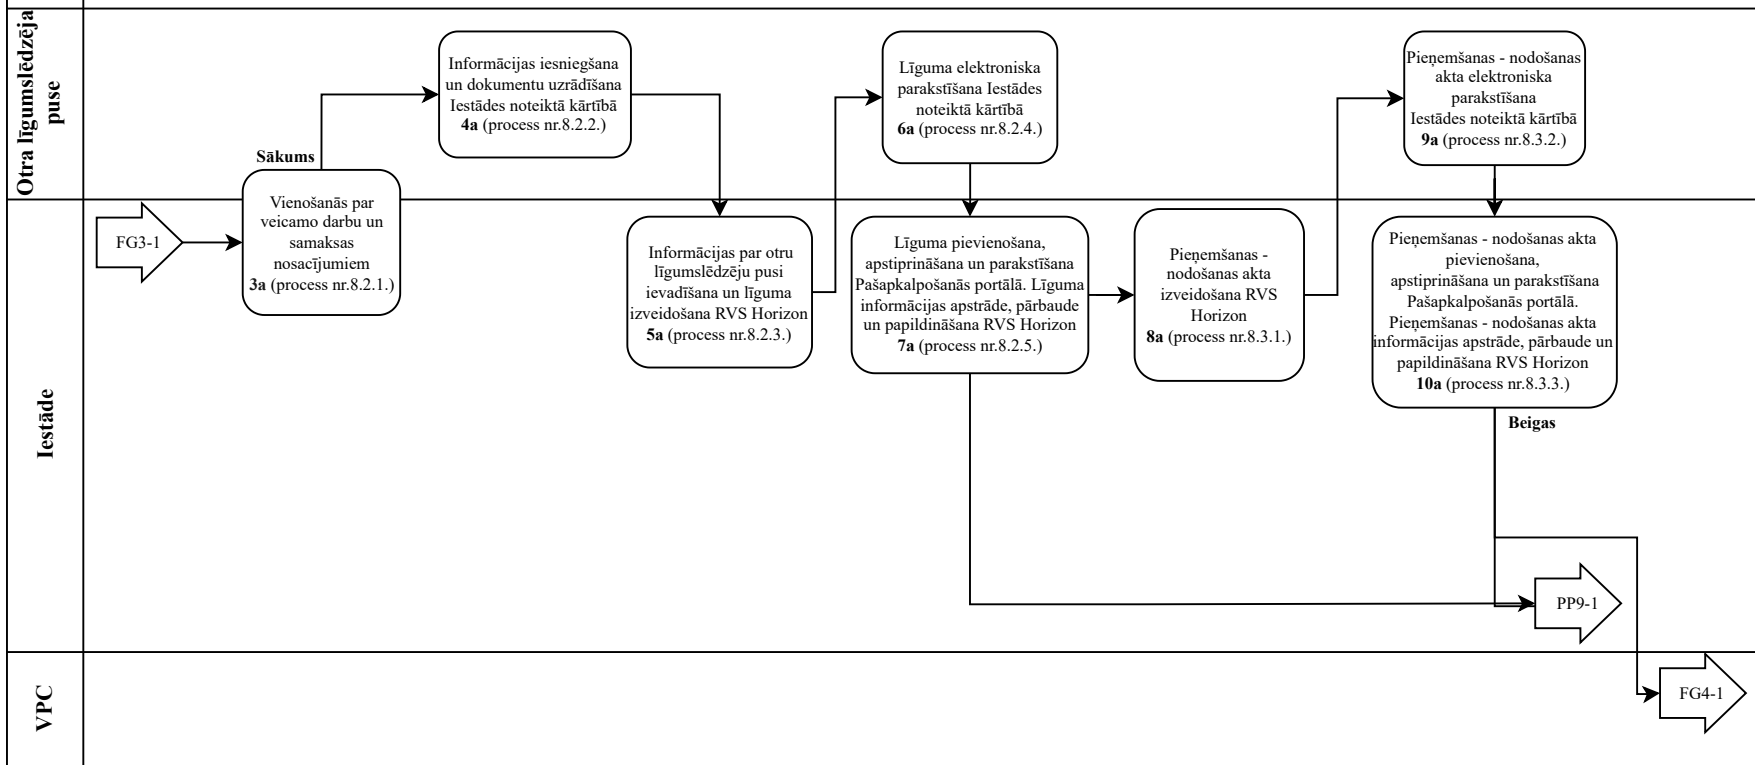 Otra līgumslēdzēja
puse
Informācijas iesniegšana
un dokumentu uzrādīšana
Iestādes noteiktā kārtībā
4a (process nr.8.2.2.)
Līguma elektroniska
parakstīšana Iestādes
noteiktā kārtībā
6a (process nr.8.2.4.)
Pieņemšanas - nodošanas
akta elektroniska
parakstīšana
Iestādes noteiktā kārtībā
9a (process nr.8.3.2.)
Sākums
Iestāde
FG3-1
Vienošanās par
veicamo darbu un
samaksas
nosacījumiem
3a (process nr.8.2.1.)
Informācijas par otru
līgumslēdzēju pusi
ievadīšana un līguma
izveidošana RVS Horizon
5a (process nr.8.2.3.)
Līguma pievienošana,
apstiprināšana un parakstīšana
Pašapkalpošanās portālā. Līguma
informācijas apstrāde, pārbaude
un papildināšana RVS Horizon
7a (process nr.8.2.5.)
Pieņemšanas -
nodošanas akta
izveidošana RVS
Horizon
8a (process nr.8.3.1.)
Pieņemšanas - nodošanas akta
pievienošana,
apstiprināšana un parakstīšana
Pašapkalpošanās portālā.
Pieņemšanas - nodošanas akta
informācijas apstrāde, pārbaude un
papildināšana RVS Horizon
10a (process nr.8.3.3.)
Beigas
PP9-1
VPC
FG4-1